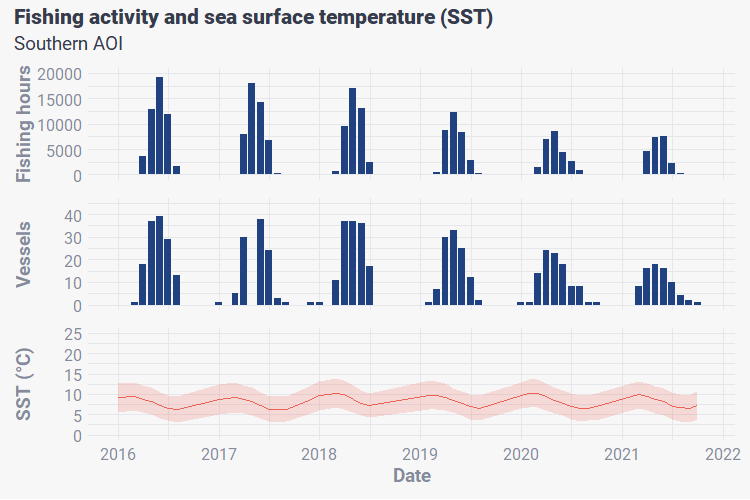 Fishing activity and sea surface temperature (SST)
Southern AOI
Fishing hours
20000
15000
10000
5000
0
Vessels
40
30
20
10
0
SST (°C)
25
20
15
10
5
0
2016 2017 2018 2019 2020 2021 2022
Date